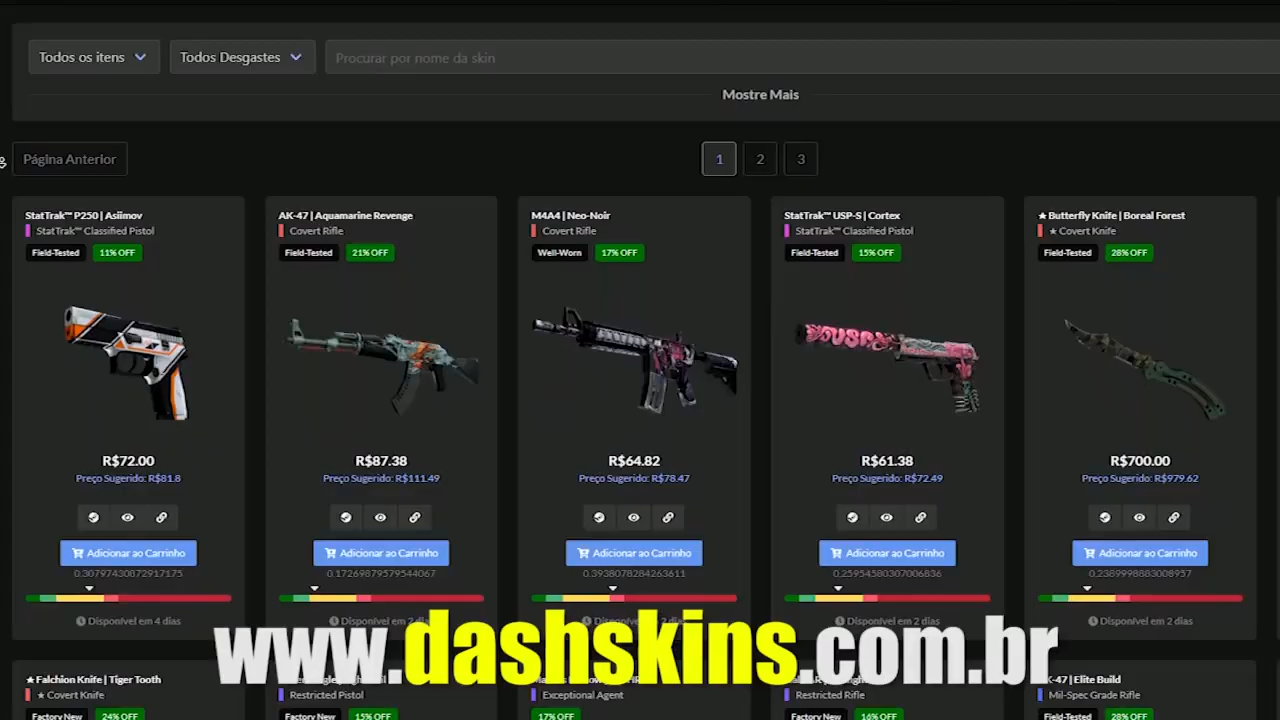 Todos os itens
Todos Desgastes
Procurar por nome da skin
Mostre Mais
Página Anterior
1
2
3
StatTrak™ P250 | Asiimov
StatTrak™ Classified Pistol
Field-Tested
11% OFF
R$72.00
Preço Sugerido: R$81.8
Adicionar ao Carrinho
0.30797430872917175
Disponível em 4 dias
AK-47 | Aquamarine Revenge
Covert Rifle
Field-Tested
21% OFF
R$87.38
Preço Sugerido: R$111.49
Adicionar ao Carrinho
0.17269879579544067
Disponível em 2 dias
M4A4 | Neo-Noir
Covert Rifle
Well-Worn
17% OFF
R$64.82
Preço Sugerido: R$78.47
Adicionar ao Carrinho
0.3938078284263611
StatTrak™ USP-S | Cortex
StatTrak™ Classified Pistol
Field-Tested
15% OFF
R$61.38
Preço Sugerido: R$72.49
Adicionar ao Carrinho
0.25954580307006836
Disponível em 2 dias
★ Butterfly Knife | Boreal Forest
★ Covert Knife
Field-Tested
28% OFF
R$700.00
Preço Sugerido: R$979.62
Adicionar ao Carrinho
0.2389998883008957
Disponível em 2 dias
www.dashskins.com.br
★ Falchion Knife | Tiger Tooth
★ Covert Knife
Factory New
24% OFF
Restricted Pistol
Factory New
15% OFF
Exceptional Agent
17% OFF
Restricted Rifle
Factory New
16% OFF
-47 | Elite Build
Mil-Spec Grade Rifle
Field-Tested
28% OFF